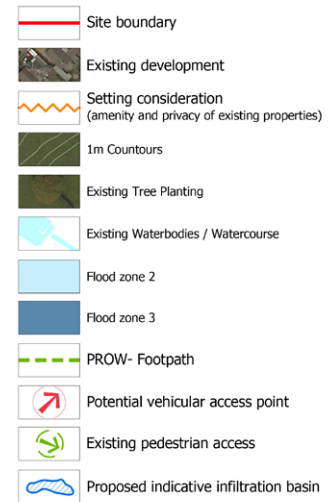 Site boundary
Existing development
Setting consideration
(amenity and privacy of existing properties)
1m Countours
Existing Tree Planting
Existing Waterbodies / Watercourse
Flood zone 2
Flood zone 3
PROW- Footpath
Potential vehicular access point
Existing pedestrian access
Proposed indicative infiltration basin